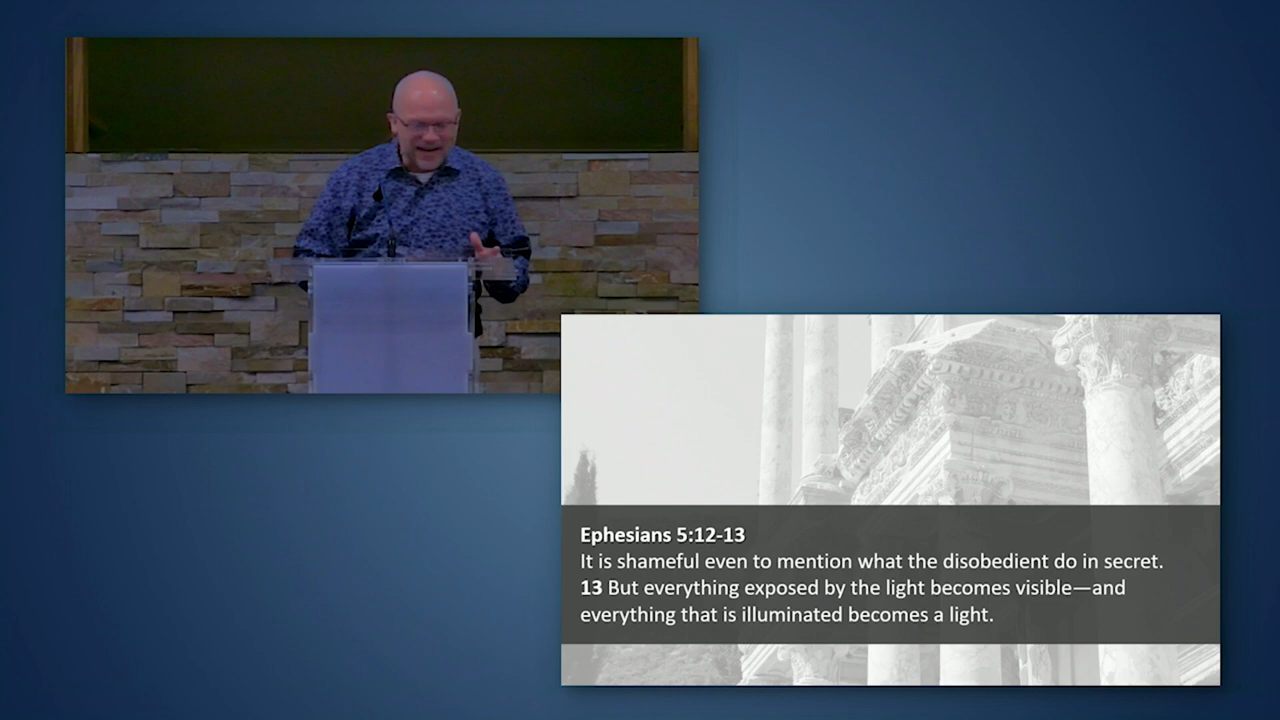 Ephesians 5:12-13
It is shameful even to mention what the disobedient do in secret.
13 But everything exposed by the light becomes visible—and
everything that is illuminated becomes a light.